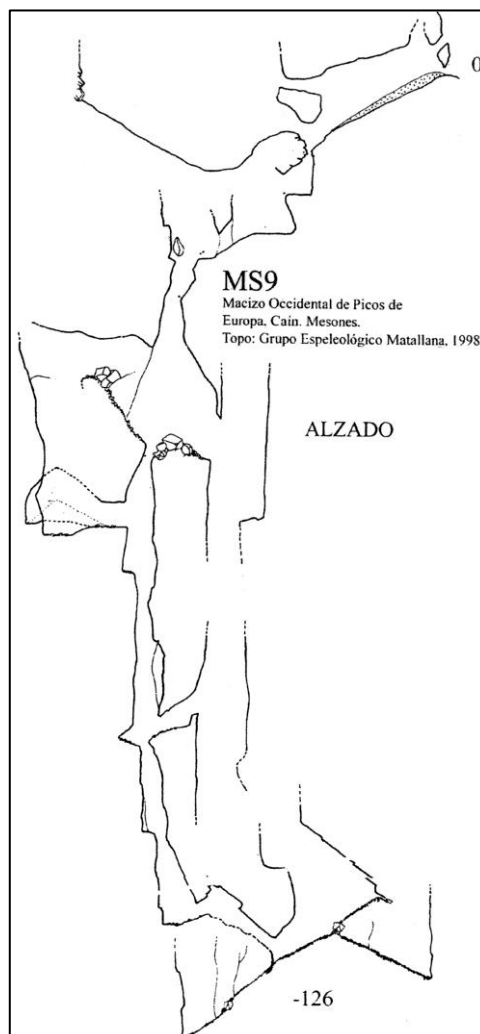 0
MS9
Macizo Occidental de Picos de
Europa. Caín. Mesones.
Topo: Grupo Espeleológico Matallana, 1998
ALZADO
-126